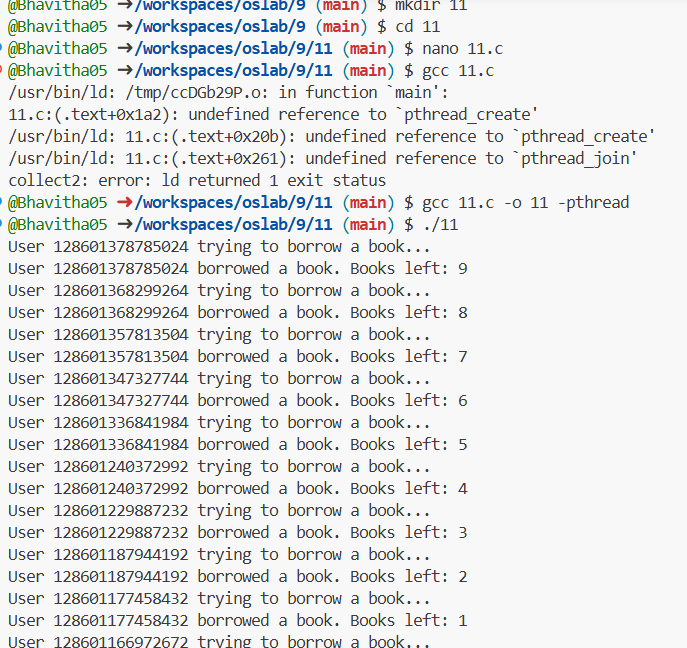 @Bhavitha05 →/workspaces/oslab/9 (main) $ mkdir 11
@Bhavitha05 →/workspaces/oslab/9 (main) $ cd 11
@Bhavitha05 →/workspaces/oslab/9/11 (main) $ nano 11.c
@Bhavitha05 →/workspaces/oslab/9/11 (main) $ gcc 11.c
/usr/bin/ld: /tmp/ccDGb29P.o: in function `main':
11.c:(.text+0x1a2): undefined reference to `pthread_create'
/usr/bin/ld: 11.c:(.text+0x20b): undefined reference to `pthread_create'
/usr/bin/ld: 11.c:(.text+0x261): undefined reference to `pthread_join'
collect2: error: ld returned 1 exit status
@Bhavitha05 →/workspaces/oslab/9/11 (main) $ gcc 11.c -o 11 -pthread
@Bhavitha05 →/workspaces/oslab/9/11 (main) $ ./11
User 128601378785024 trying to borrow a book...
User 128601378785024 borrowed a book. Books left: 9
User 128601368299264 trying to borrow a book...
User 128601368299264 borrowed a book. Books left: 8
User 128601357813504 trying to borrow a book...
User 128601357813504 borrowed a book. Books left: 7
User 128601347327744 trying to borrow a book...
User 128601347327744 borrowed a book. Books left: 6
User 128601336841984 trying to borrow a book...
User 128601336841984 borrowed a book. Books left: 5
User 128601240372992 trying to borrow a book...
User 128601240372992 borrowed a book. Books left: 4
User 128601229887232 trying to borrow a book...
User 128601229887232 borrowed a book. Books left: 3
User 128601187944192 trying to borrow a book...
User 128601187944192 borrowed a book. Books left: 2
User 128601177458432 trying to borrow a book...
User 128601177458432 borrowed a book. Books left: 1
User 128601166972672 trying to borrow a book...